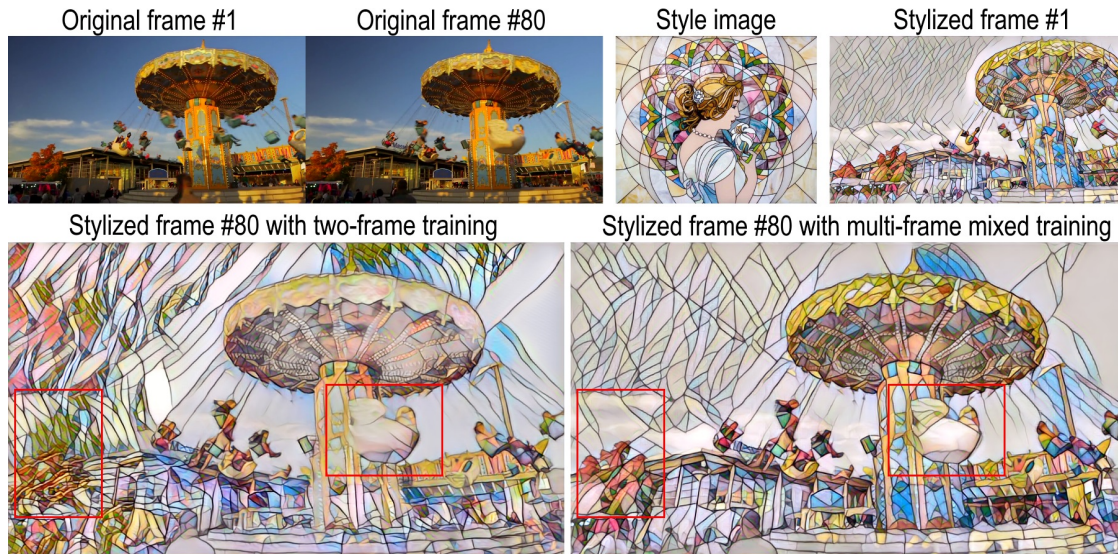 Original frame #1
Original frame #80
Style image
Stylized frame #1
Stylized frame #80 with two-frame training
Stylized frame #80 with multi-frame mixed training